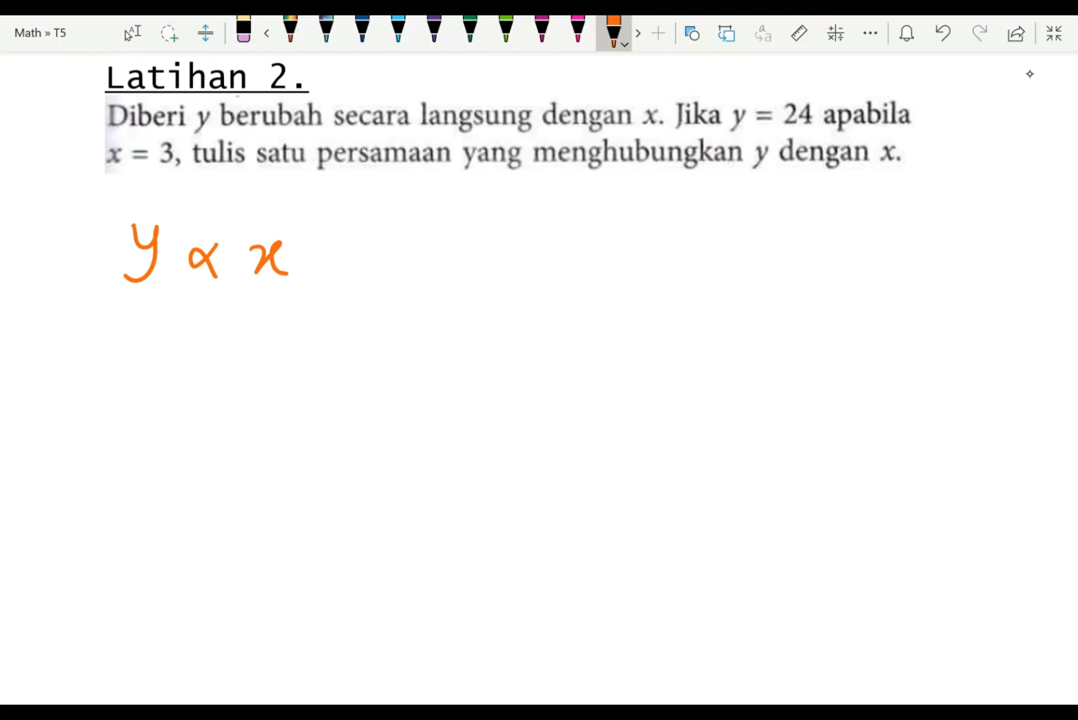 Math » T5
Latihan 2.
Diberi y berubah secara langsung dengan x. Jika y = 24 apabila
x = 3, tulis satu persamaan yang menghubungkan y dengan x.
y ∝ x